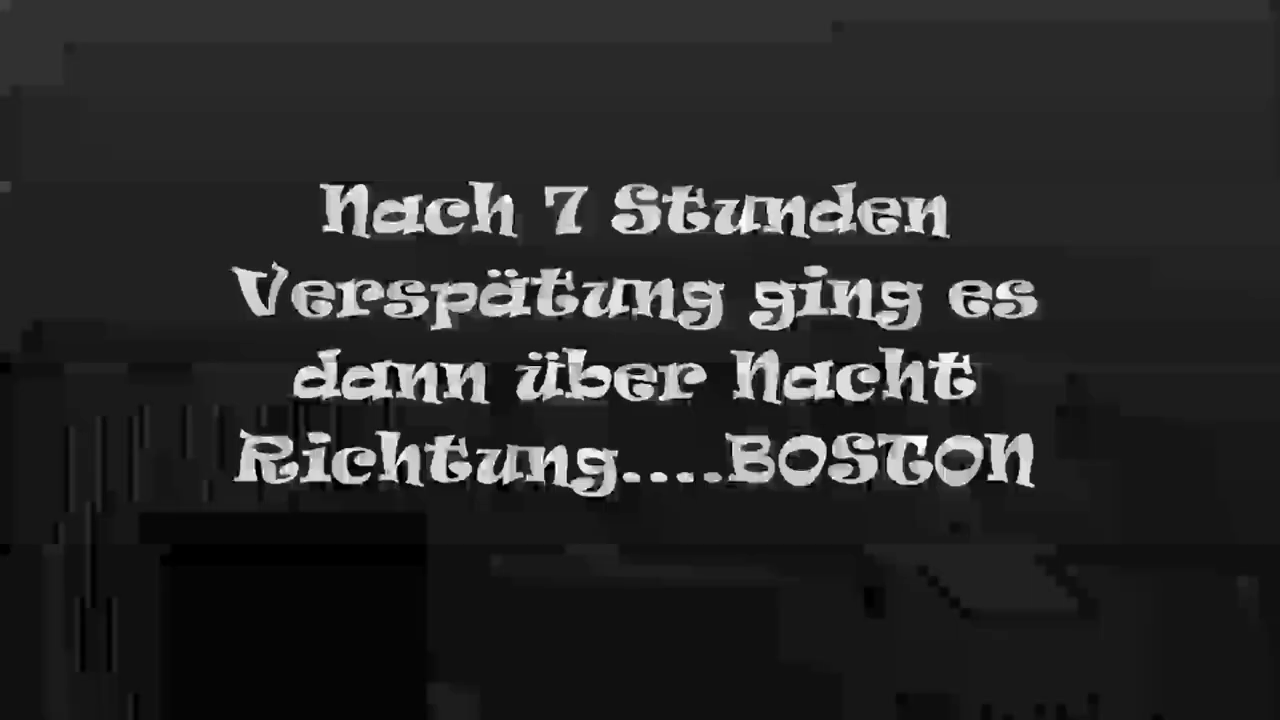 Nach 7 Stunden
Verspätung ging es
dann über Nacht
Richtung....BOSTON